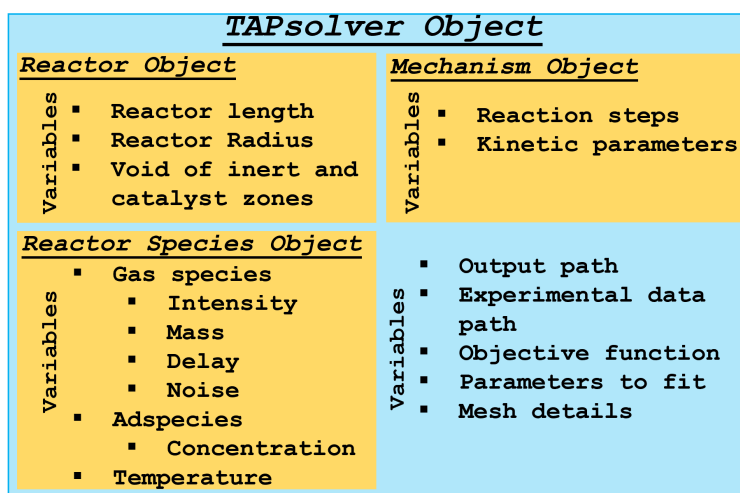 TAPsolver Object
Reactor Object
Variables
▪ Reactor length
▪ Reactor Radius
▪ Void of inert and
catalyst zones
Mechanism Object
Variables
▪ Reaction steps
▪ Kinetic parameters
Reactor Species Object
Variables
▪ Gas species
▪ Intensity
▪ Mass
▪ Delay
▪ Noise
▪ Adspecies
▪ Concentration
▪ Temperature
Variables
▪ Output path
▪ Experimental data
path
▪ Objective function
▪ Parameters to fit
▪ Mesh details